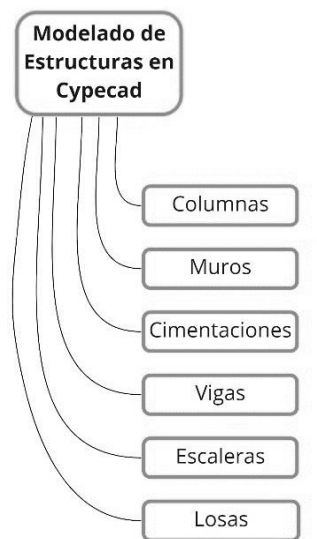 Modelado de
Estructuras en
Cypecad
Columnas
Muros
Cimentaciones
Vigas
Escaleras
Losas